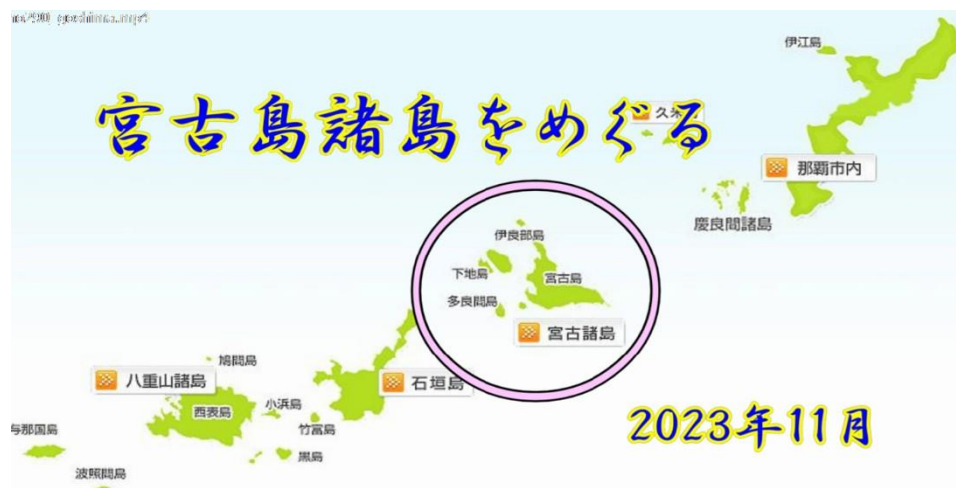 伊江島
宮古島諸島をめぐる
久米
那覇市内
慶良間諸島
伊良部島
下地島
宮古島
多良間島
宮古諸島
鳩間島
八重山諸島
石垣島
小浜島
西表島
竹富島
2023年11月
与那国島
黒島
波照間島